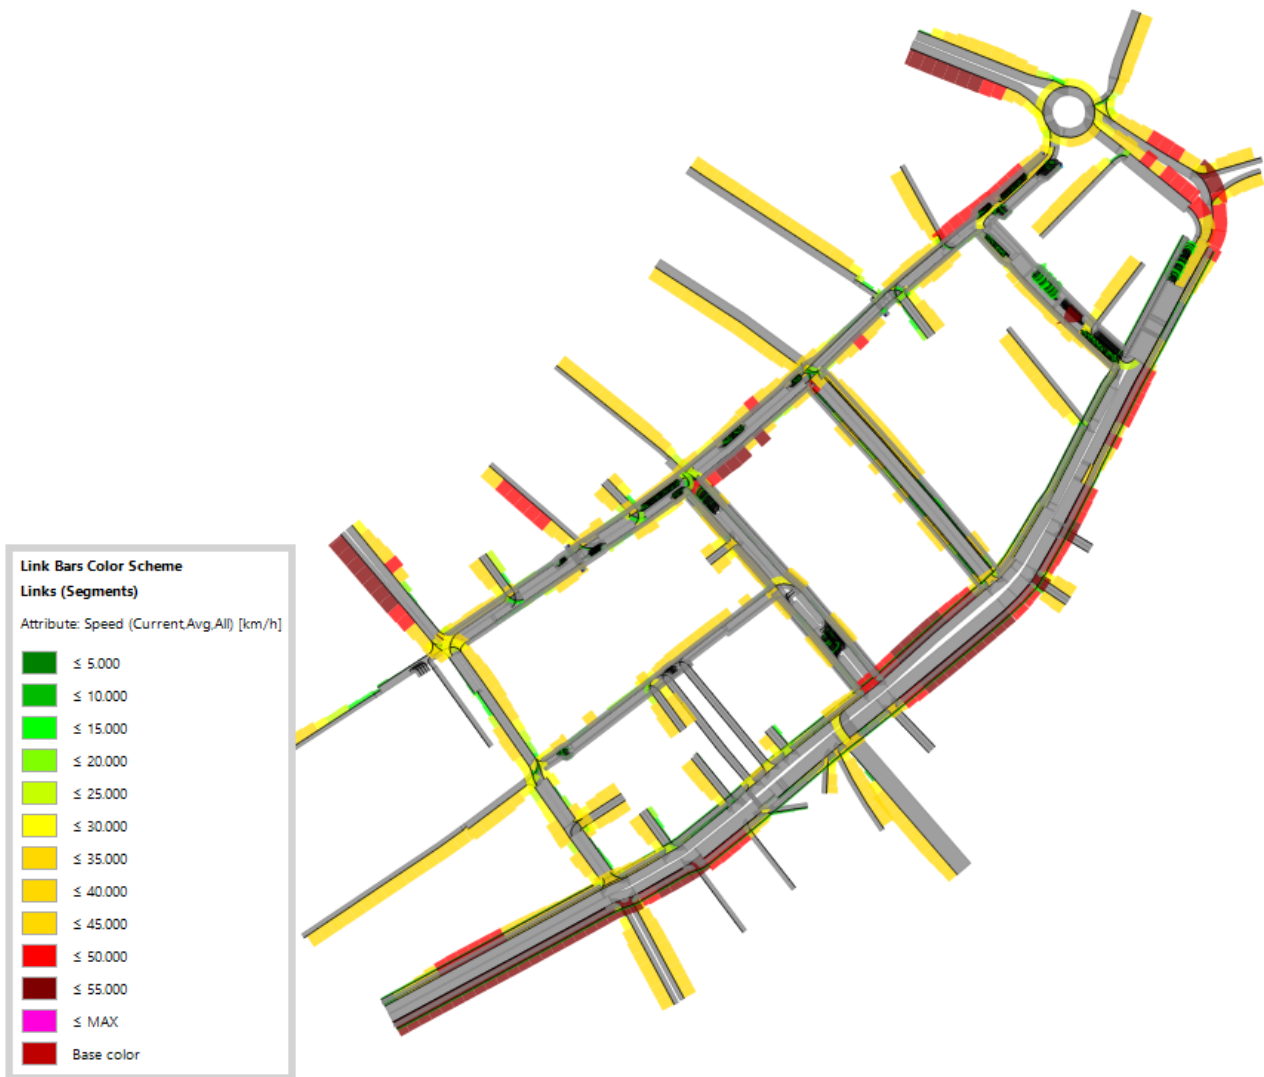 Link Bars Color Scheme
Links (Segments)
Attribute: Speed (Current,Avg,All) [km/h]
≤ 5.000
≤ 10.000
≤ 15.000
≤ 20.000
≤ 25.000
≤ 30.000
≤ 35.000
≤ 40.000
≤ 45.000
≤ 50.000
≤ 55.000
≤ MAX
Base color